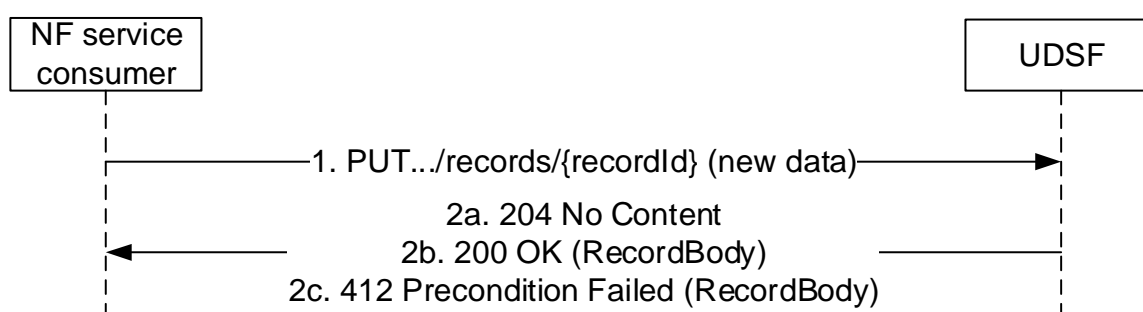 NF service
consumer
UDSF
1. PUT.../records/{recordId} (new data)
2a. 204 No Content
2b. 200 OK (RecordBody)
2c. 412 Precondition Failed (RecordBody)